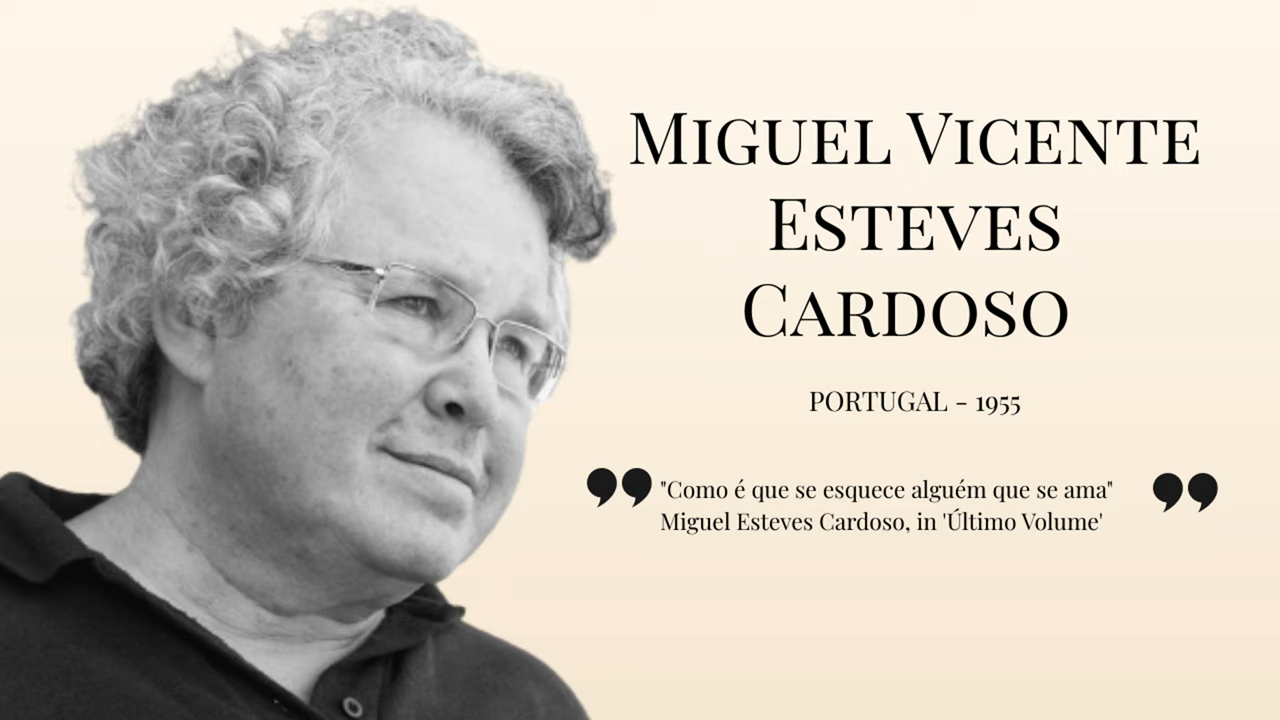 Miguel Vicente
Esteves
Cardoso
PORTUGAL - 1955
"Como é que se esquece alguém que se ama"
Miguel Esteves Cardoso, in 'Último Volume'